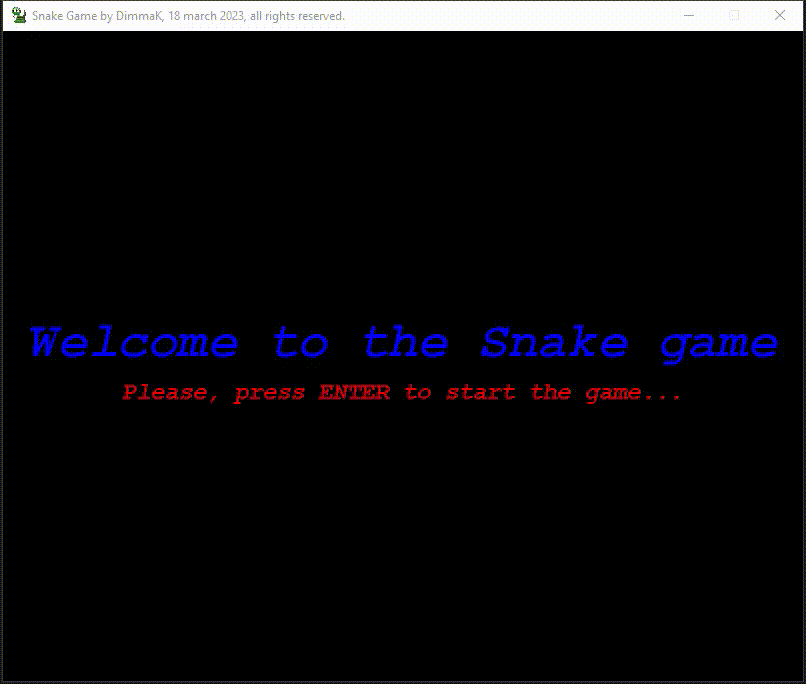 Snake Game by DimmaK, 18 march 2023, all rights reserved.
Welcome to the Snake game
Please, press ENTER to start the game...